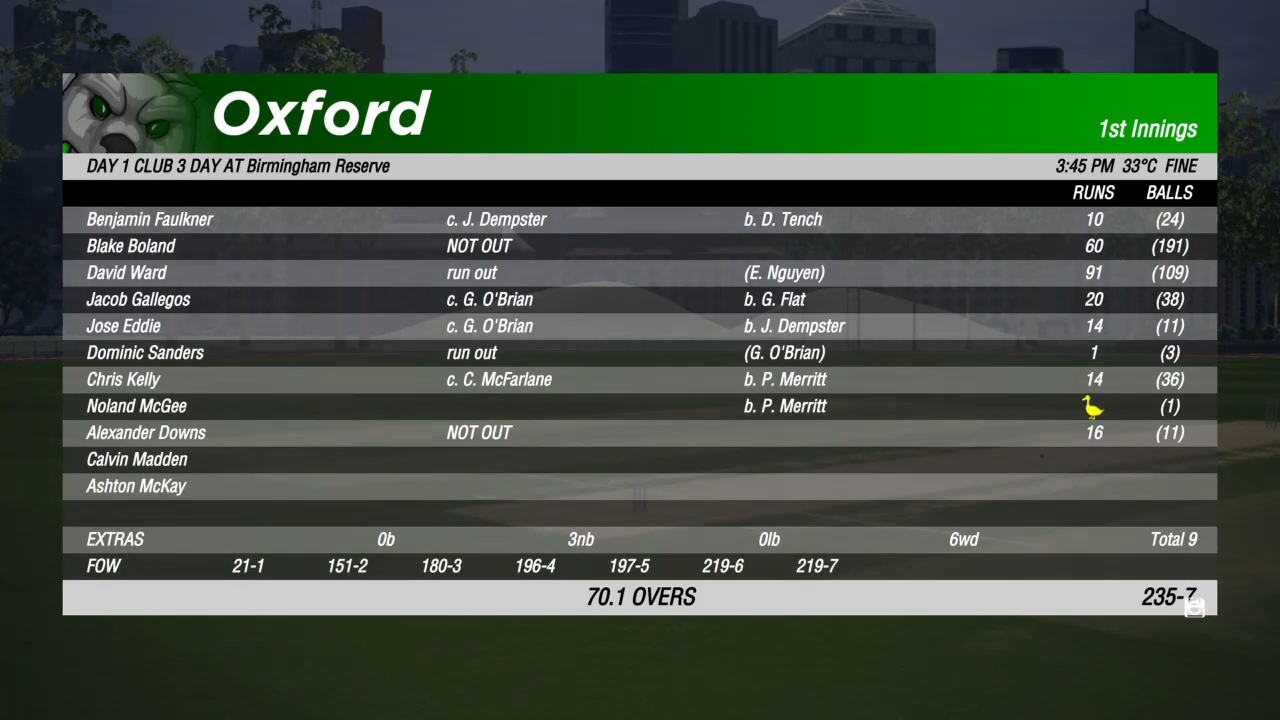 Oxford
1st Innings
DAY 1 CLUB 3 DAY AT Birmingham Reserve 3:45 PM 33°C FINE
RUNS BALLS
Benjamin Faulkner c. J. Dempster b. D. Tench 10 (24)
Blake Boland NOT OUT 60 (191)
David Ward run out (E. Nguyen) 91 (109)
Jacob Gallegos c. G. O'Brian b. G. Flat 20 (38)
Jose Eddie c. G. O'Brian b. J. Dempster 14 (11)
Dominic Sanders run out (G. O'Brian) 1 (3)
Chris Kelly c. C. McFarlane b. P. Merritt 14 (36)
Noland McGee b. P. Merritt (1)
Alexander Downs NOT OUT 16 (11)
Calvin Madden
Ashton McKay
EXTRAS 0b 3nb 0lb 6wd Total 9
FOW 21-1 151-2 180-3 196-4 197-5 219-6 219-7
70.1 OVERS 235-7